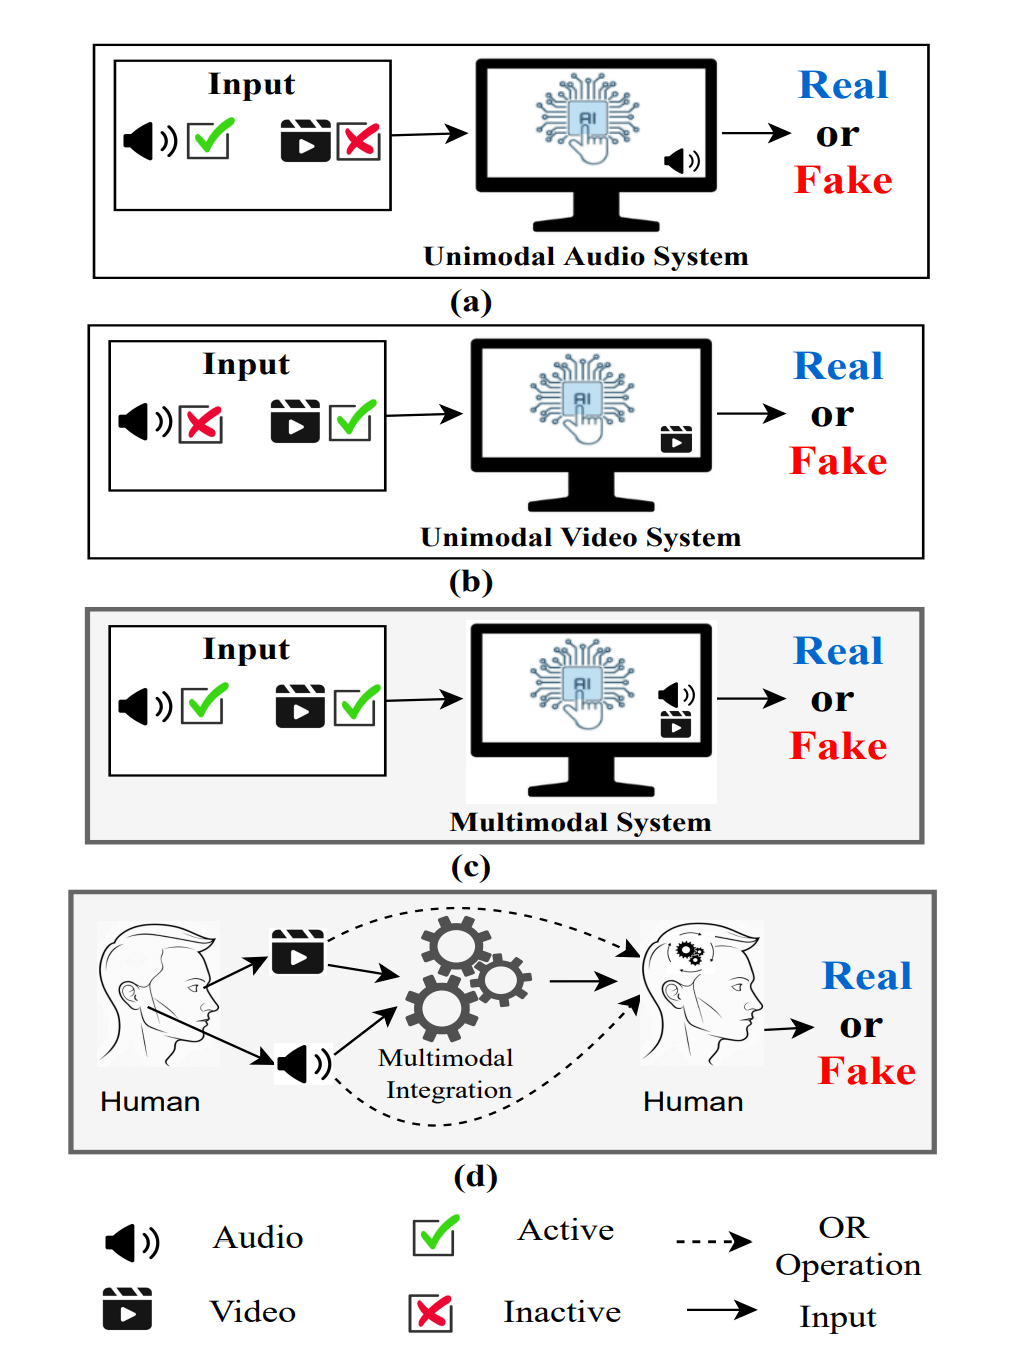 Input
AI
Real
or
Fake
Unimodal Audio System
(a)
Input
AI
Real
or
Fake
Unimodal Video System
(b)
Input
AI
Real
or
Fake
Multimodal System
(c)
Multimodal
Integration
Human
Human
Real
or
Fake
(d)
Audio
Active
OR
Operation
Video
Inactive
Input